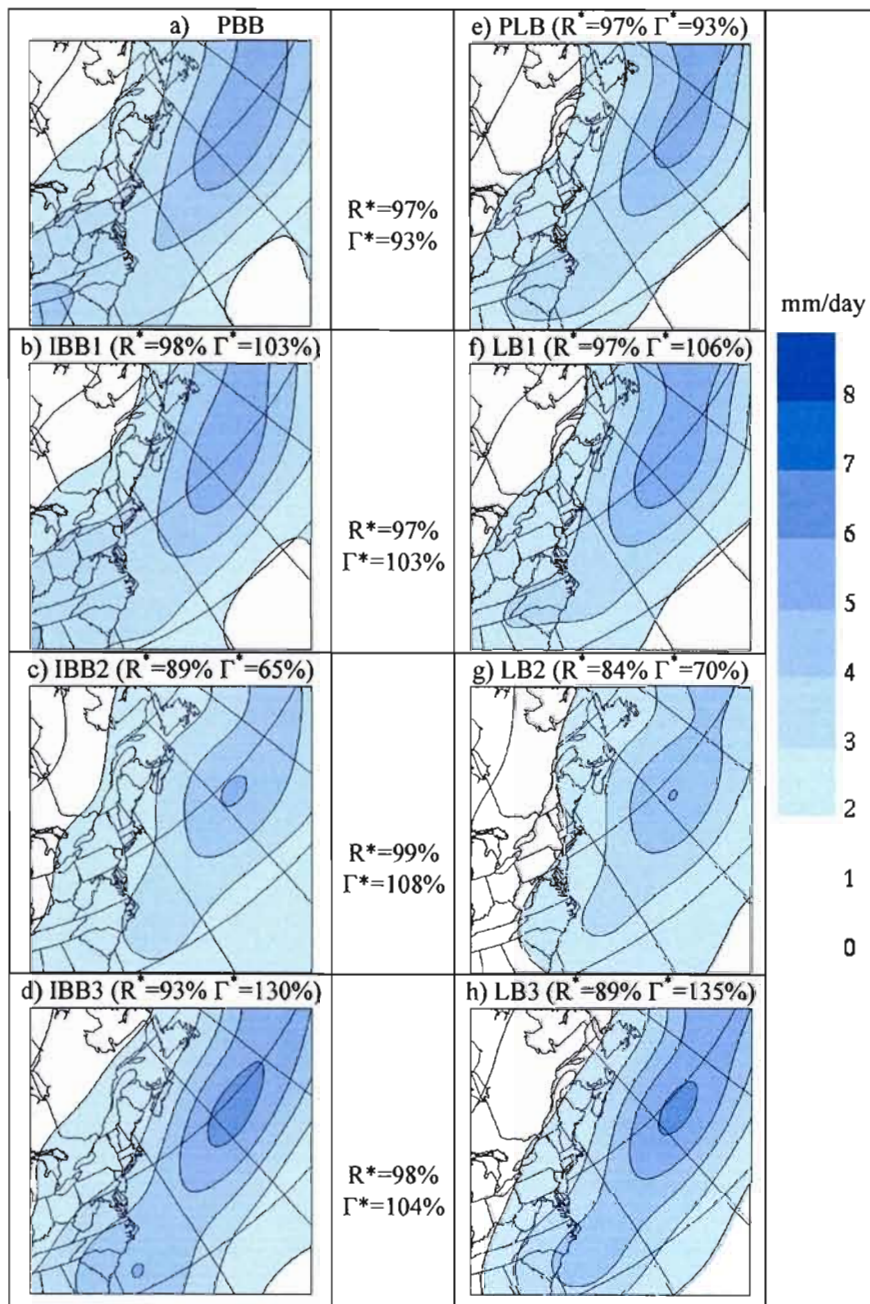 a) PBB
e) PLB (R*=97% Γ*=93%)
R*=97%
Γ*=93%
mm/day
b) IBB1 (R*=98% Γ*=103%)
f) LB1 (R*=97% Γ*=106%)
R*=97%
Γ*=103%
c) IBB2 (R*=89% Γ*=65%)
g) LB2 (R*=84% Γ*=70%)
R*=99%
Γ*=108%
d) IBB3 (R*=93% Γ*=130%)
h) LB3 (R*=89% Γ*=135%)
R*=98%
Γ*=104%
8
7
6
5
4
3
2
1
0